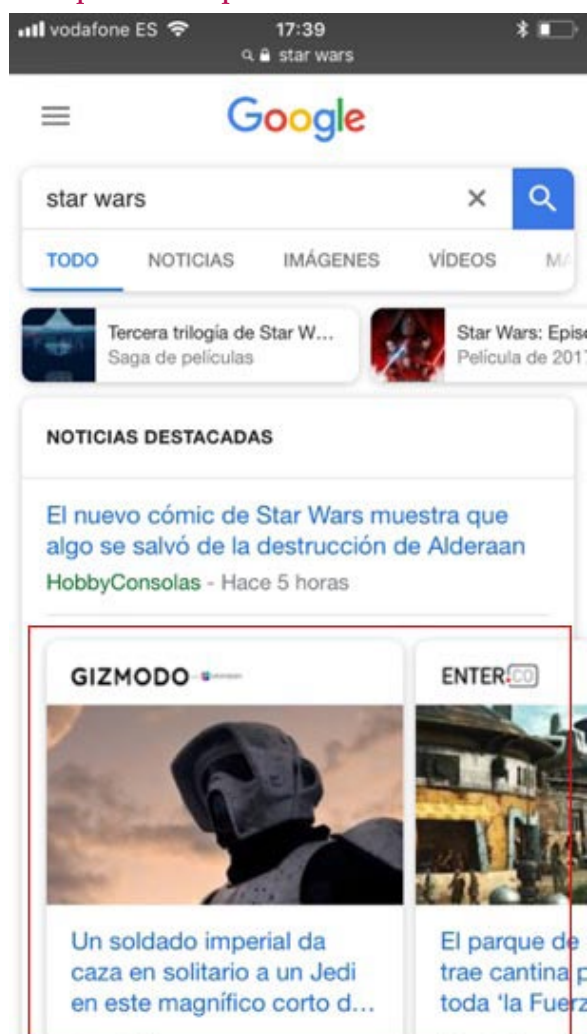 vodafone ES 17:39
star wars
Google
star wars
TODO NOTICIAS IMÁGENES VÍDEOS MA
Tercera trilogía de Star W...
Saga de películas
Star Wars: Episo
Película de 2017
NOTICIAS DESTACADAS
El nuevo cómic de Star Wars muestra que
algo se salvó de la destrucción de Alderaan
HobbyConsolas - Hace 5 horas
GIZMODO
Un soldado imperial da
caza en solitario a un Jedi
en este magnífico corto d...
ENTER.CO
El parque de
trae cantina p
toda ‘la Fuerz